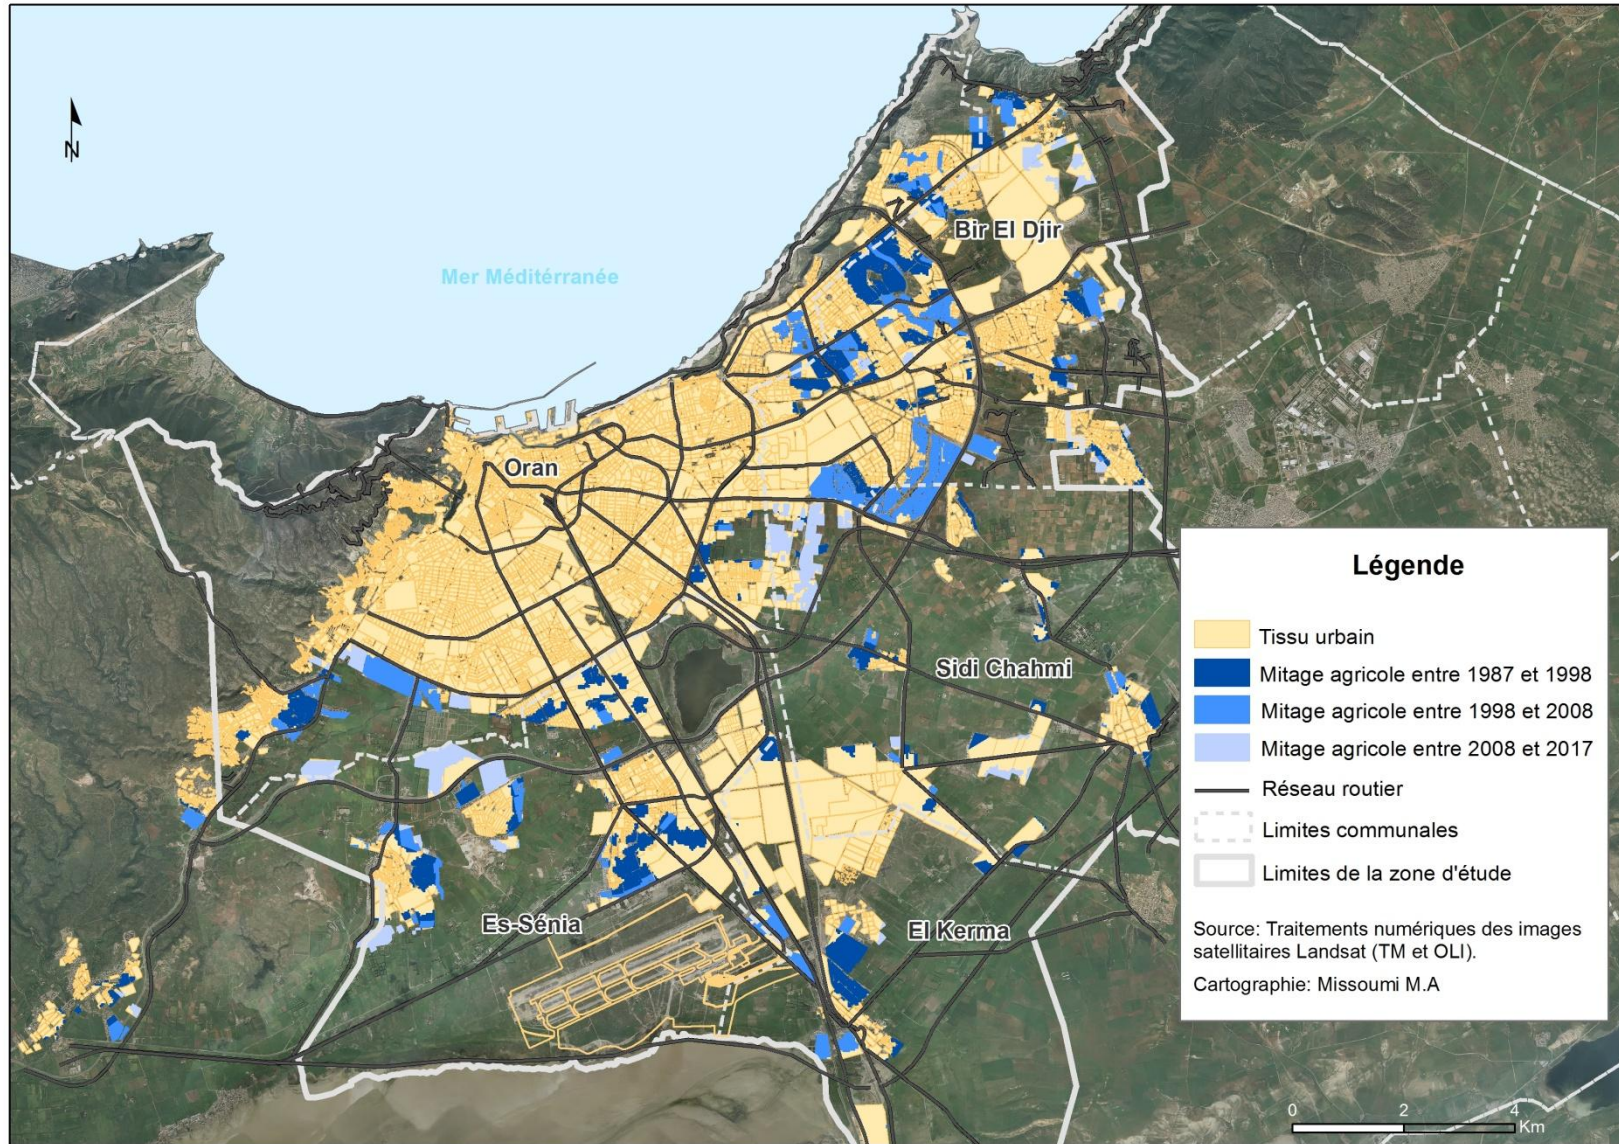 N
Mer Méditérranée
Bir El Djir
Oran
Sidi Chahmi
Es-Sénia
El Kerma
Légende
Tissu urbain
Mitage agricole entre 1987 et 1998
Mitage agricole entre 1998 et 2008
Mitage agricole entre 2008 et 2017
Réseau routier
Limites communales
Limites de la zone d'étude
Source: Traitements numériques des images
satellitaires Landsat (TM et OLI).
Cartographie: Missoumi M.A
0 2 4
Km